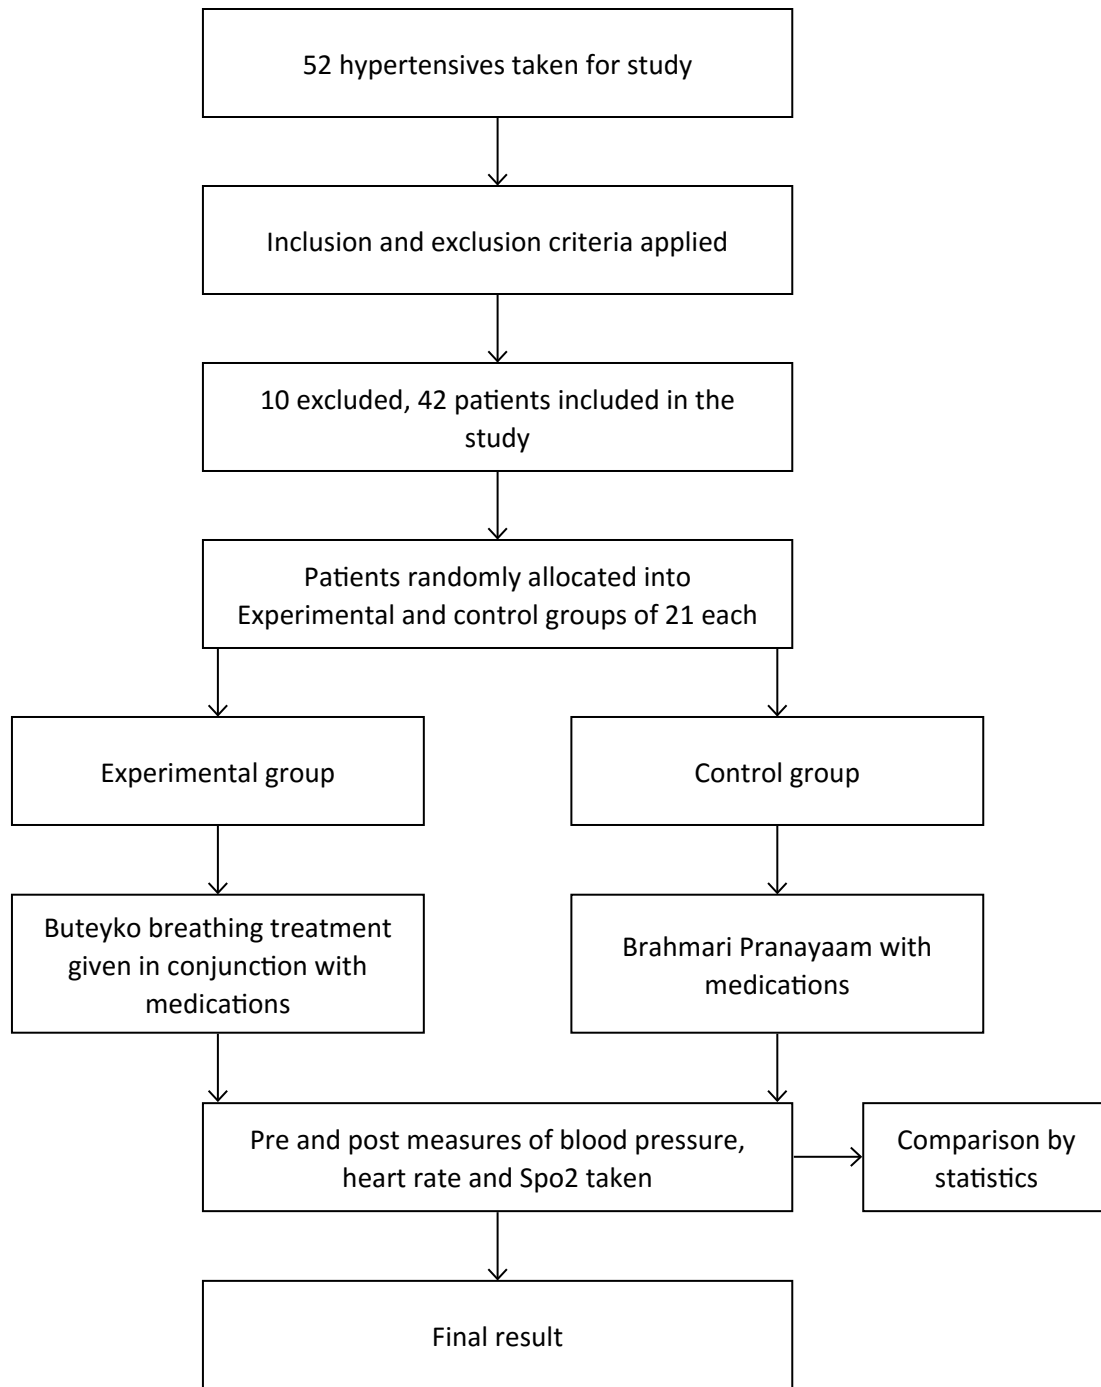 52 hypertensives taken for study
Inclusion and exclusion criteria applied
10 excluded, 42 patients included in the
study
Patients randomly allocated into
Experimental and control groups of 21 each
Experimental group
Control group
Buteyko breathing treatment
given in conjunction with
medications
Brahmari Pranayaam with
medications
Pre and post measures of blood pressure,
heart rate and Spo2 taken
Comparison by
statistics
Final result